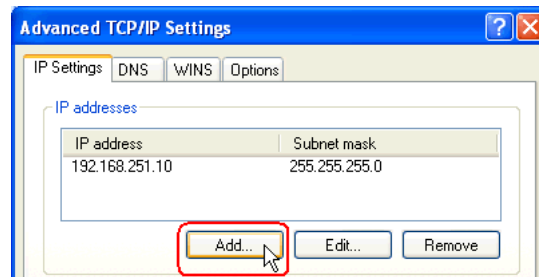 Advanced TCP/IP Settings
IP Settings DNS WINS Options
IP addresses
IP address Subnet mask
192.168.251.10 255.255.255.0
Add... Edit... Remove